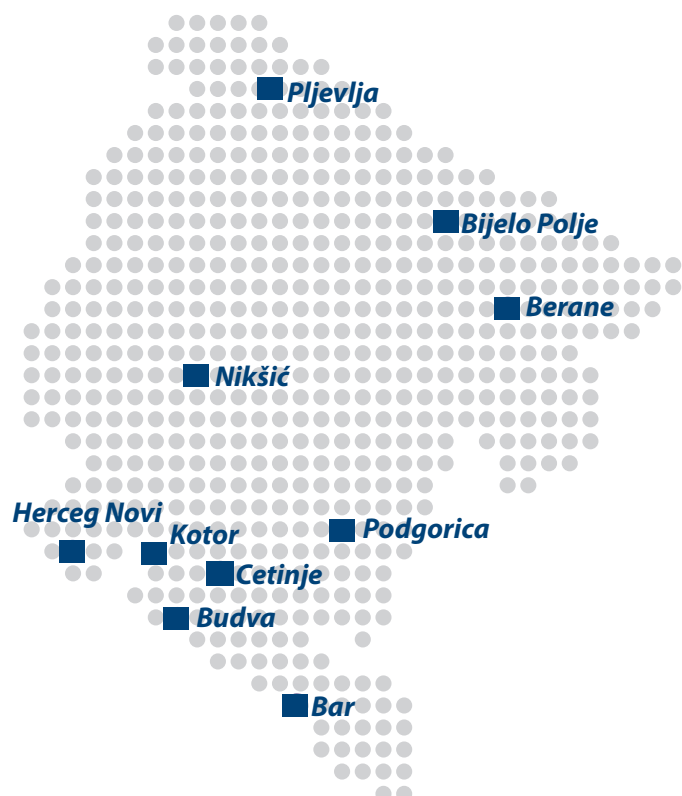 Pljevlja
Bijelo Polje
Berane
Nikšić
Herceg Novi
Kotor
Podgorica
Cetinje
Budva
Bar